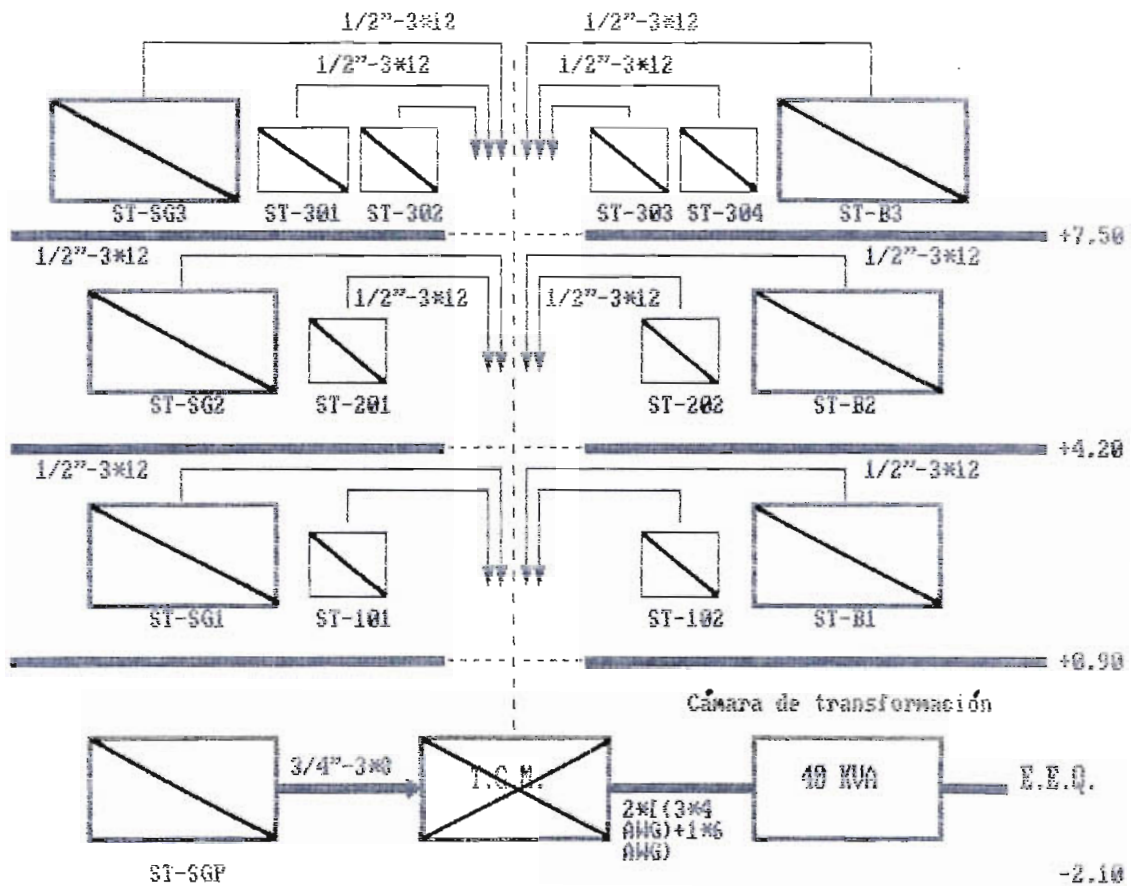 1/2"-3*12 1/2"-3*12
1/2"-3*12 1/2"-3*12
ST-SG3 ST-301 ST-302 ST-303 ST-304 ST-B3
+7.50
1/2"-3*12 1/2"-3*12
1/2"-3*12 1/2"-3*12
ST-SG2 ST-201 ST-202 ST-B2
+4.20
1/2"-3*12 1/2"-3*12
ST-SG1 ST-101 ST-102 ST-B1
+0.90
Cámara de transformación
3/4"-3*8 T.G.M. 40 KVA E.E.Q.
2*[(3*4
AWG)+1*6
AWG)
ST-SGP
-2.10